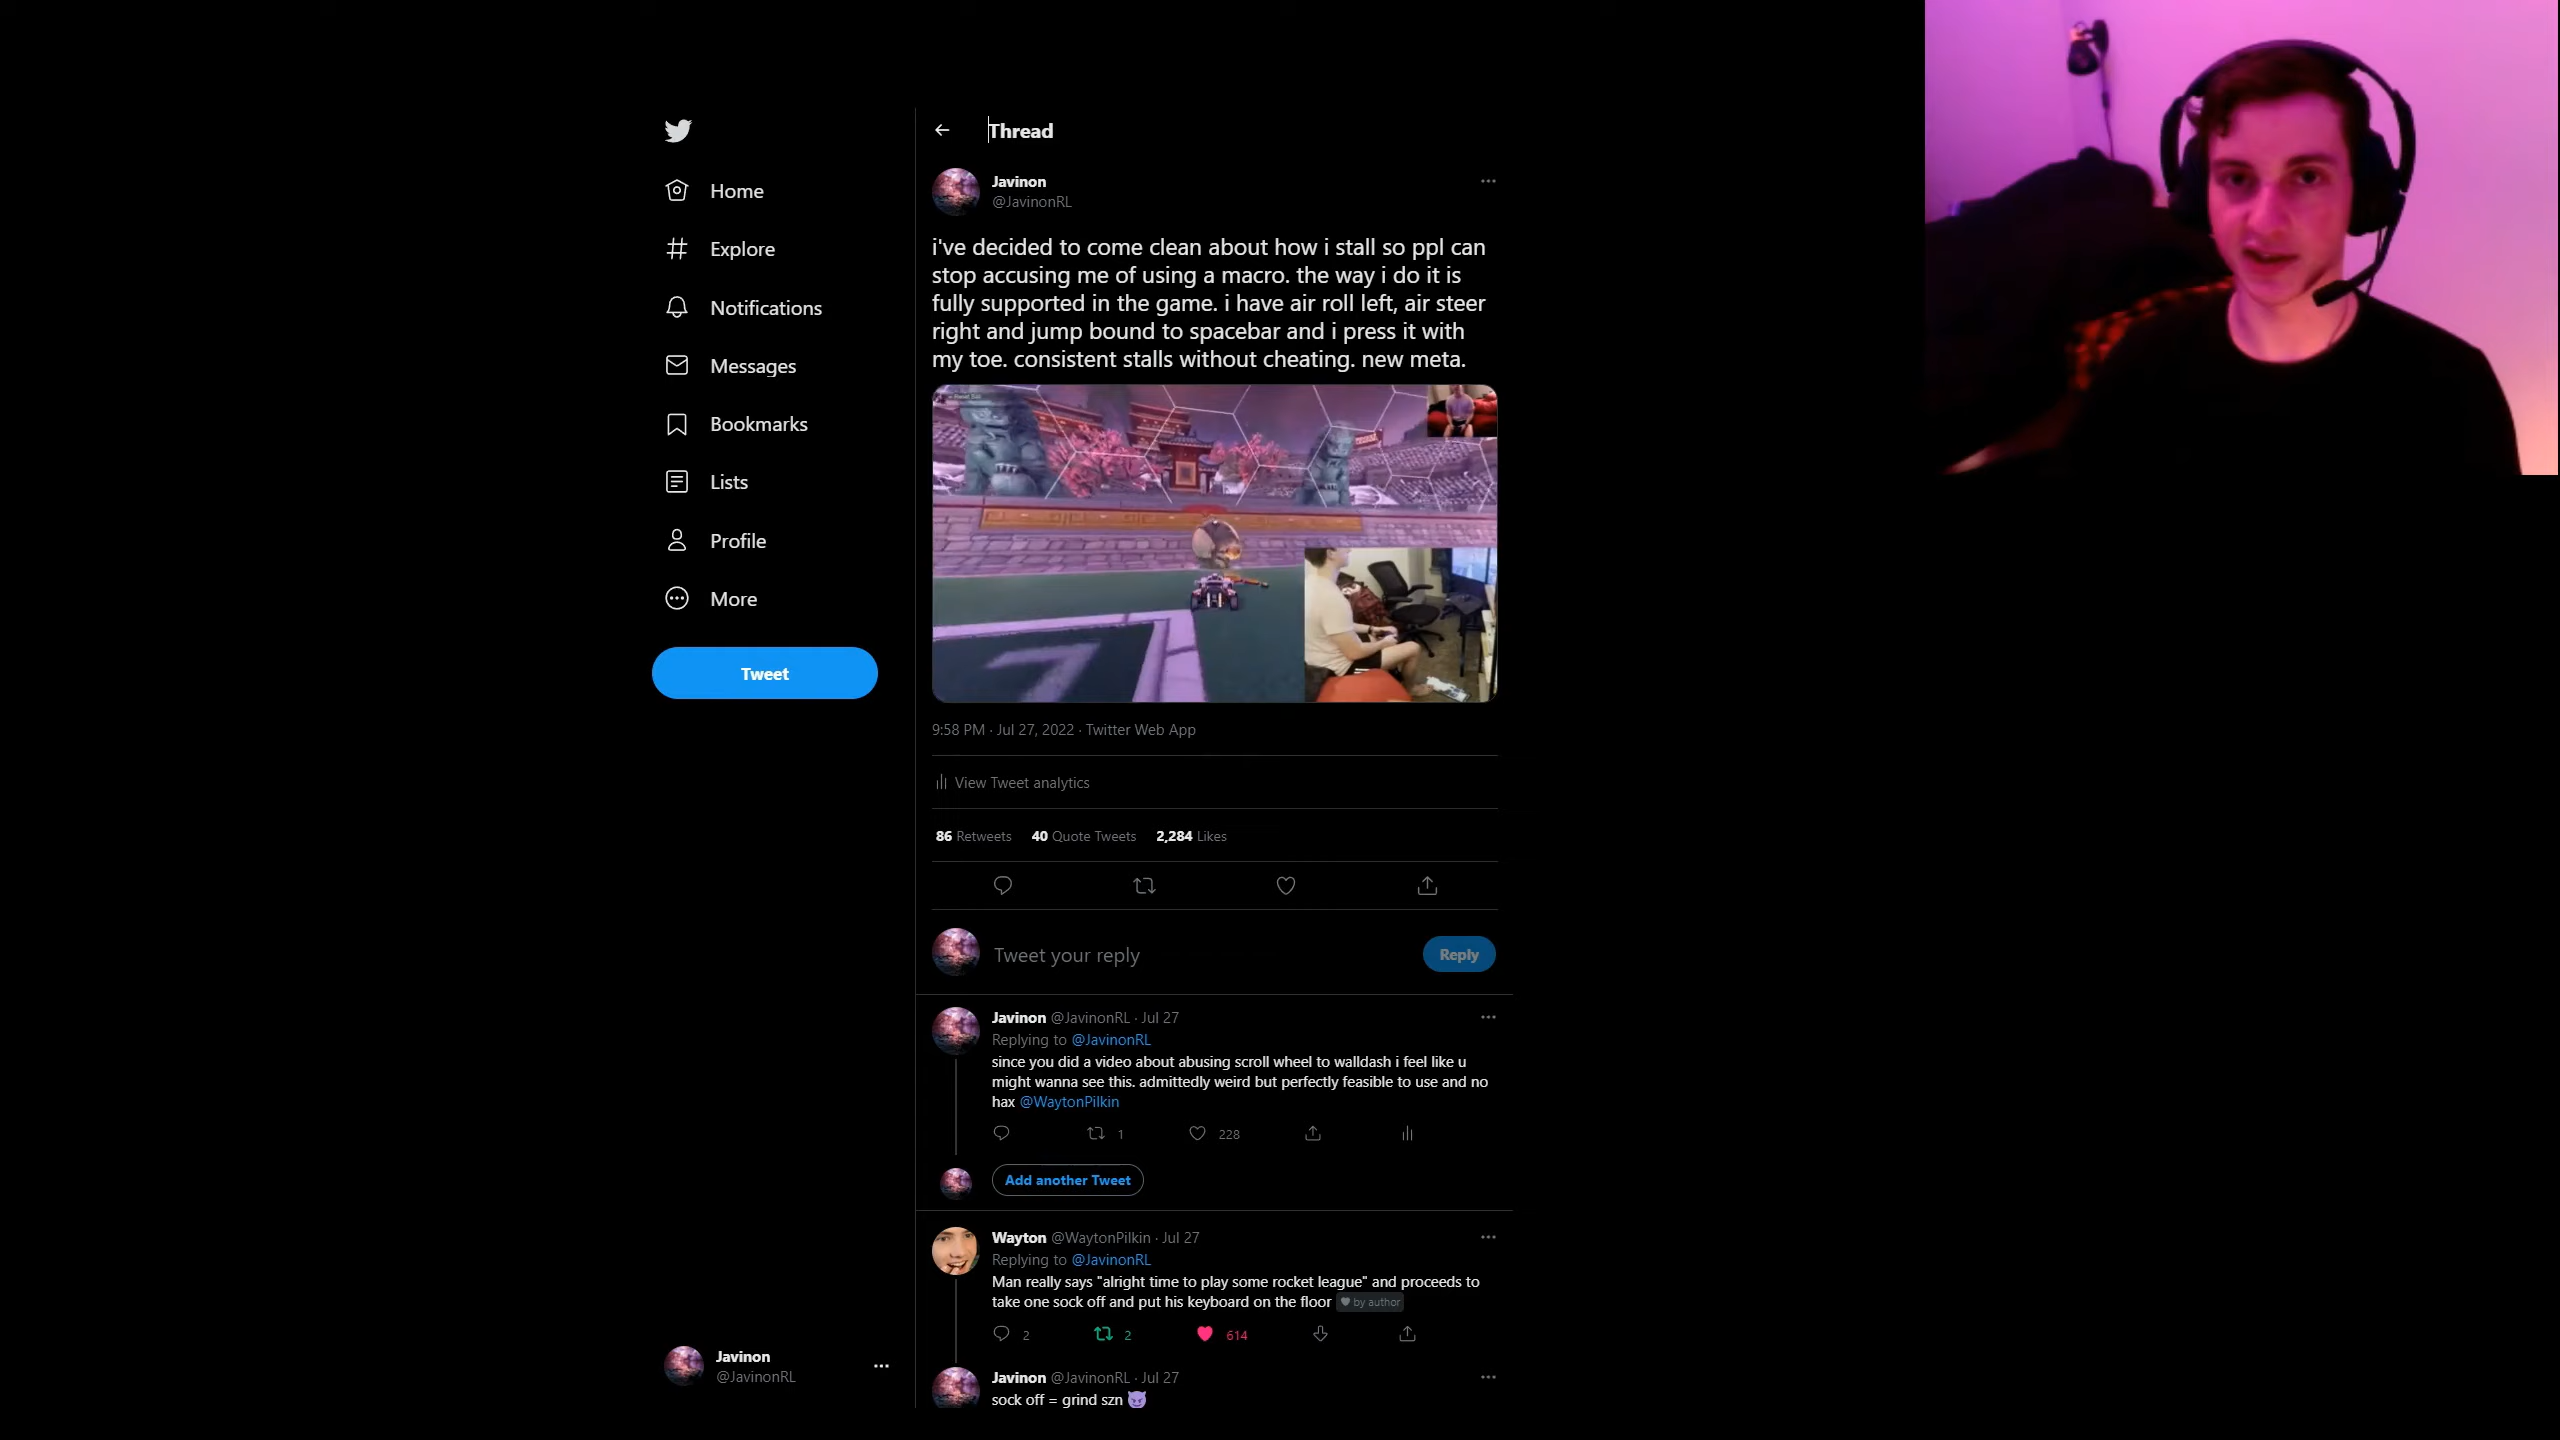 Thread
Javinon
@JavinonRL
i've decided to come clean about how i stall so ppl can
stop accusing me of using a macro. the way i do it is
fully supported in the game. i have air roll left, air steer
right and jump bound to spacebar and i press it with
my toe. consistent stalls without cheating. new meta.
9:58 PM · Jul 27, 2022 · Twitter Web App
View Tweet analytics
86 Retweets 40 Quote Tweets 2,284 Likes
Tweet your reply
Reply
Javinon @JavinonRL · Jul 27
Replying to @JavinonRL
since you did a video about abusing scroll wheel to walldash i feel like u
might wanna see this. admittedly weird but perfectly feasible to use and no
hax @WaytonPilkin
1 228
Add another Tweet
Wayton @WaytonPilkin · Jul 27
Replying to @JavinonRL
Man really says "alright time to play some rocket league" and proceeds to
take one sock off and put his keyboard on the floor by author
2 2 614
Javinon @JavinonRL · Jul 27
sock off = grind szn 😈
Home
Explore
Notifications
Messages
Bookmarks
Lists
Profile
More
Tweet
Javinon
@JavinonRL